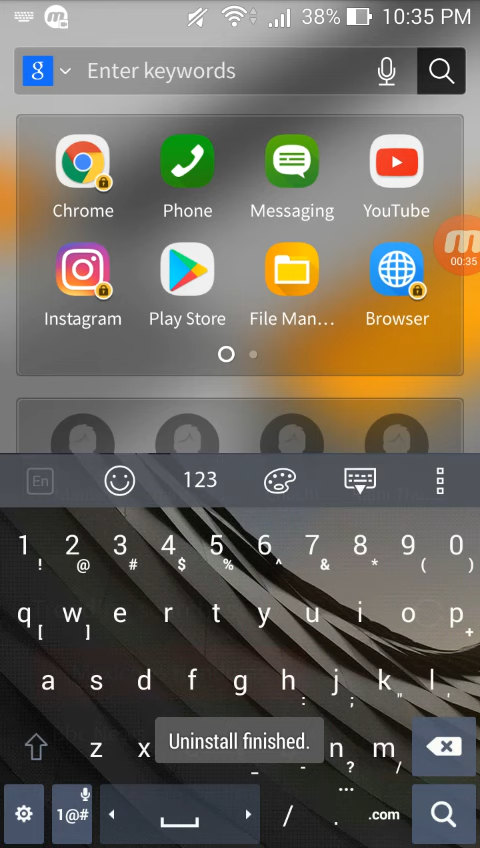 38% 10:35 PM
g Enter keywords
Chrome Phone Messaging YouTube
00:35
Instagram Play Store File Man... Browser
En 123
1 2 3 4 5 6 7 8 9 0
! @ # $ % ^ & * ( )
q w e r t y u i o p
[ ] +
a s d f g h j k l
: ; " '
z x n m
Uninstall finished.
_ - ? /
1@# / . ... .com